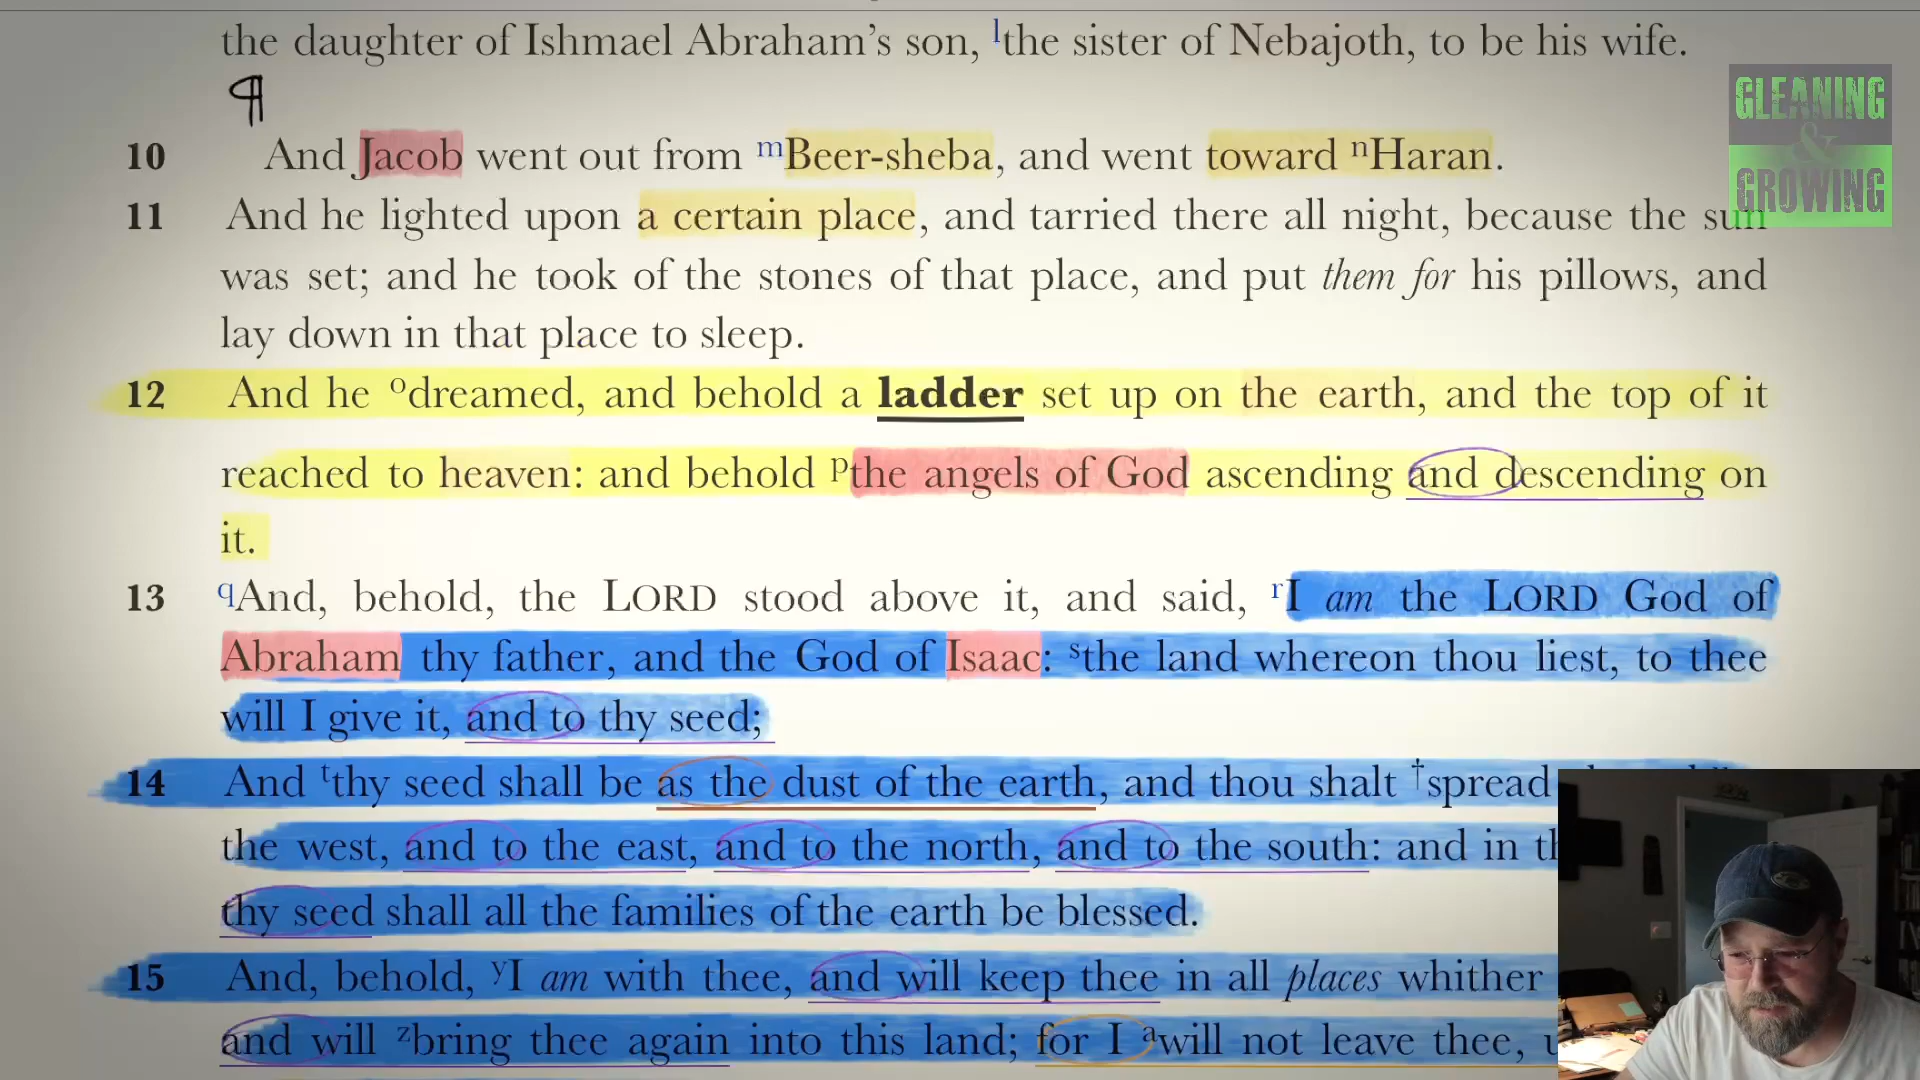 the daughter of Ishmael Abraham’s son, lthe sister of Nebajoth, to be his wife.
¶
10 And Jacob went out from mBeer-sheba, and went toward nHaran.
11 And he lighted upon a certain place, and tarried there all night, because the sun
was set; and he took of the stones of that place, and put them for his pillows, and
lay down in that place to sleep.
12 And he odreamed, and behold a ladder set up on the earth, and the top of it
reached to heaven: and behold pthe angels of God ascending and descending on
it.
13 qAnd, behold, the LORD stood above it, and said, rI am the LORD God of
Abraham thy father, and the God of Isaac: sthe land whereon thou liest, to thee
will I give it, and to thy seed;
14 And tthy seed shall be as the dust of the earth, and thou shalt †spread
the west, and to the east, and to the north, and to the south: and in
thy seed shall all the families of the earth be blessed.
15 And, behold, yI am with thee, and will keep thee in all places whither
and will zbring thee again into this land; for I awill not leave thee,
GLEANING
&
GROWING